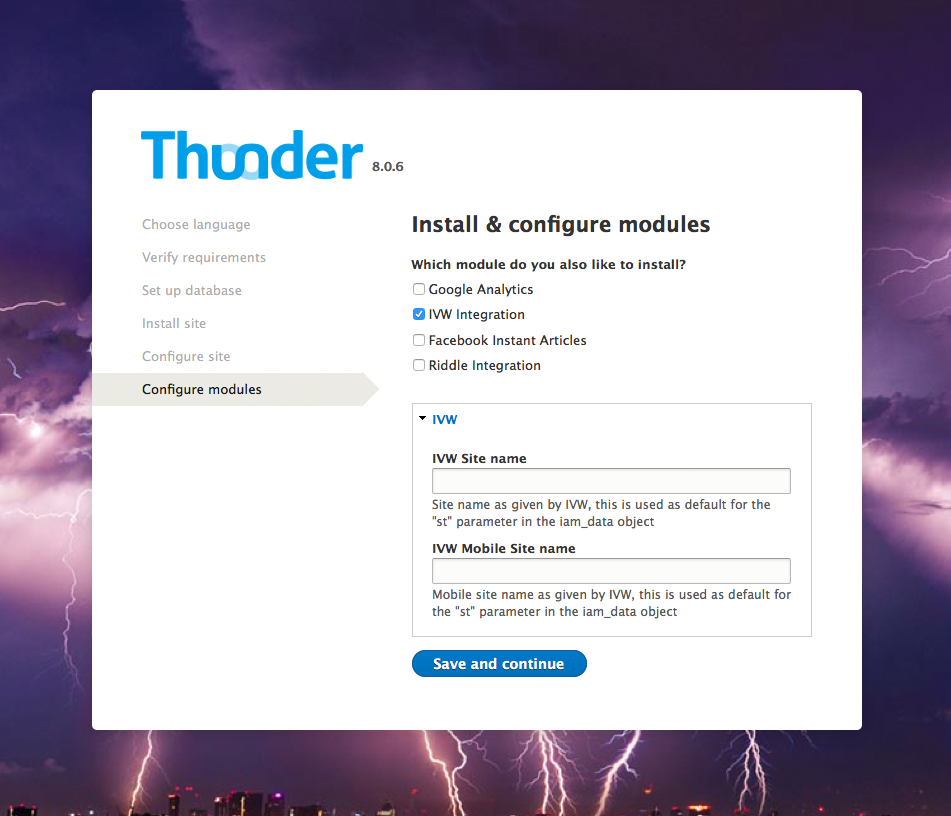 Thunder 8.0.6
Choose language
Verify requirements
Set up database
Install site
Configure site
Configure modules
Install & configure modules
Which module do you also like to install?
Google Analytics
IVW Integration
Facebook Instant Articles
Riddle Integration
IVW
IVW Site name
Site name as given by IVW, this is used as default for the
"st" parameter in the iam_data object
IVW Mobile Site name
Mobile site name as given by IVW, this is used as default for
the "st" parameter in the iam_data object
Save and continue